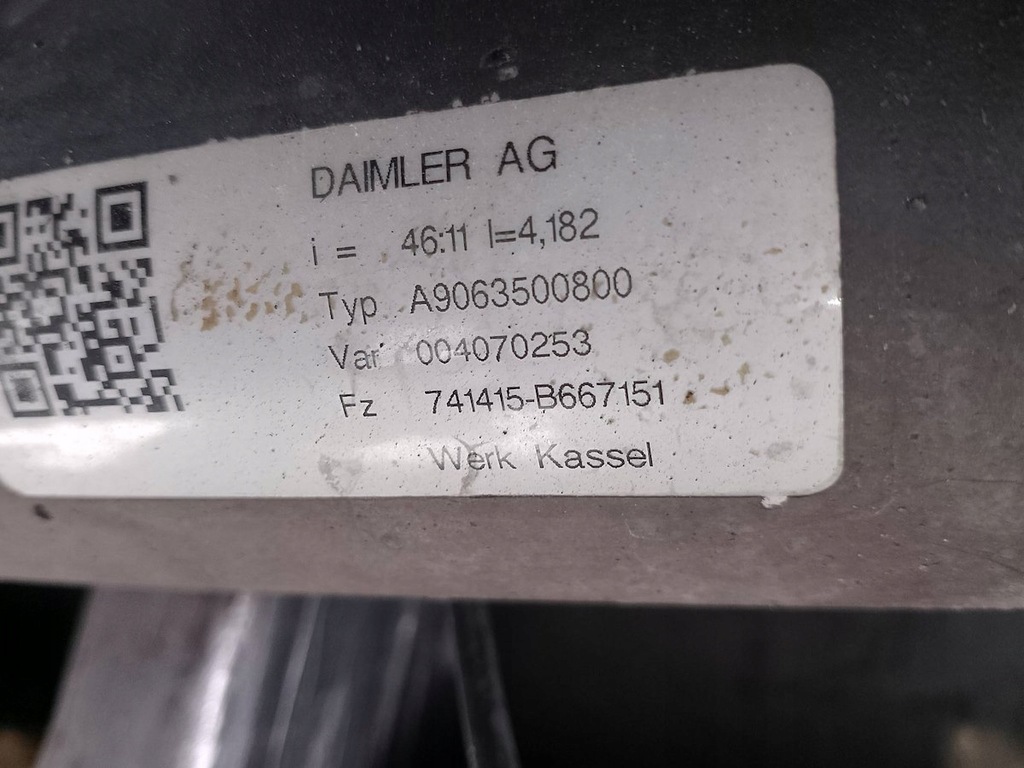 DAIMLER AG
i = 46:11 I=4,182
Typ A9063500800
Var 004070253
Fz 741415-B667151
Werk Kassel